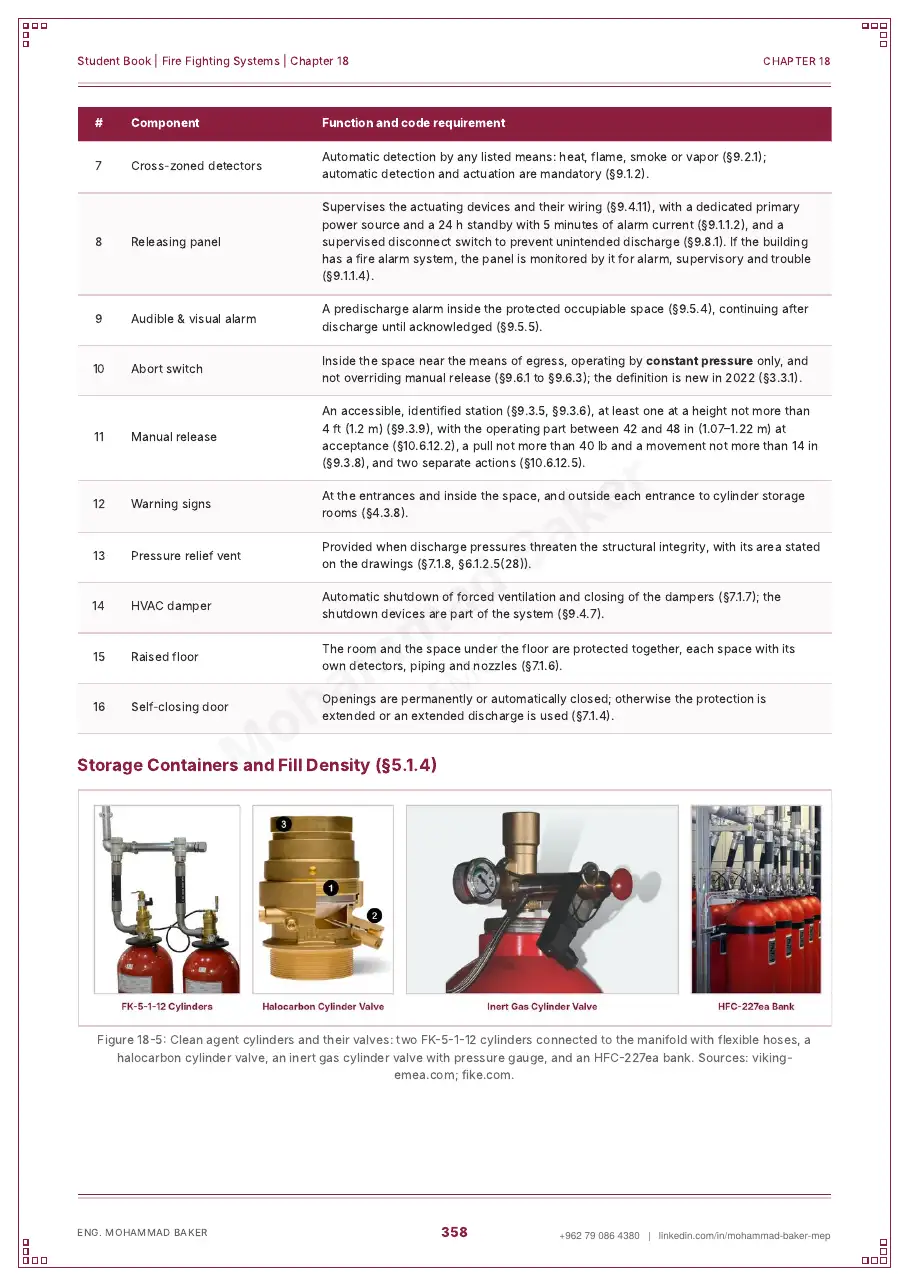 Student Book | Fire Fighting Systems | Chapter 18
CHAPTER 18
# Component Function and code requirement
7 Cross-zoned detectors Automatic detection by any listed means: heat, flame, smoke or vapor (§9.2.1);
automatic detection and actuation are mandatory (§9.1.2).
8 Releasing panel Supervises the actuating devices and their wiring (§9.4.11), with a dedicated primary
power source and a 24 h standby with 5 minutes of alarm current (§9.1.1.2), and a
supervised disconnect switch to prevent unintended discharge (§9.8.1). If the building
has a fire alarm system, the panel is monitored by it for alarm, supervisory and trouble
(§9.1.1.4).
9 Audible & visual alarm A predischarge alarm inside the protected occupiable space (§9.5.4), continuing after
discharge until acknowledged (§9.5.5).
10 Abort switch Inside the space near the means of egress, operating by constant pressure only, and
not overriding manual release (§9.6.1 to §9.6.3); the definition is new in 2022 (§3.3.1).
11 Manual release An accessible, identified station (§9.3.5, §9.3.6), at least one at a height not more than
4 ft (1.2 m) (§9.3.9), with the operating part between 42 and 48 in (1.07–1.22 m) at
acceptance (§10.6.12.2), a pull not more than 40 lb and a movement not more than 14 in
(§9.3.8), and two separate actions (§10.6.12.5).
12 Warning signs At the entrances and inside the space, and outside each entrance to cylinder storage
rooms (§4.3.8).
13 Pressure relief vent Provided when discharge pressures threaten the structural integrity, with its area stated
on the drawings (§7.1.8, §6.1.2.5(28)).
14 HVAC damper Automatic shutdown of forced ventilation and closing of the dampers (§7.1.7); the
shutdown devices are part of the system (§9.4.7).
15 Raised floor The room and the space under the floor are protected together, each space with its
own detectors, piping and nozzles (§7.1.6).
16 Self-closing door Openings are permanently or automatically closed; otherwise the protection is
extended or an extended discharge is used (§7.1.4).
Mohammad Baker
Storage Containers and Fill Density (§5.1.4)
3
1
2
FK-5-1-12 Cylinders
Halocarbon Cylinder Valve
Inert Gas Cylinder Valve
HFC-227ea Bank
Figure 18-5: Clean agent cylinders and their valves: two FK-5-1-12 cylinders connected to the manifold with flexible hoses, a
halocarbon cylinder valve, an inert gas cylinder valve with pressure gauge, and an HFC-227ea bank. Sources: viking-
emea.com; fike.com.
ENG. MOHAMMAD BAKER
358
+962 79 086 4380 | linkedin.com/in/mohammad-baker-mep